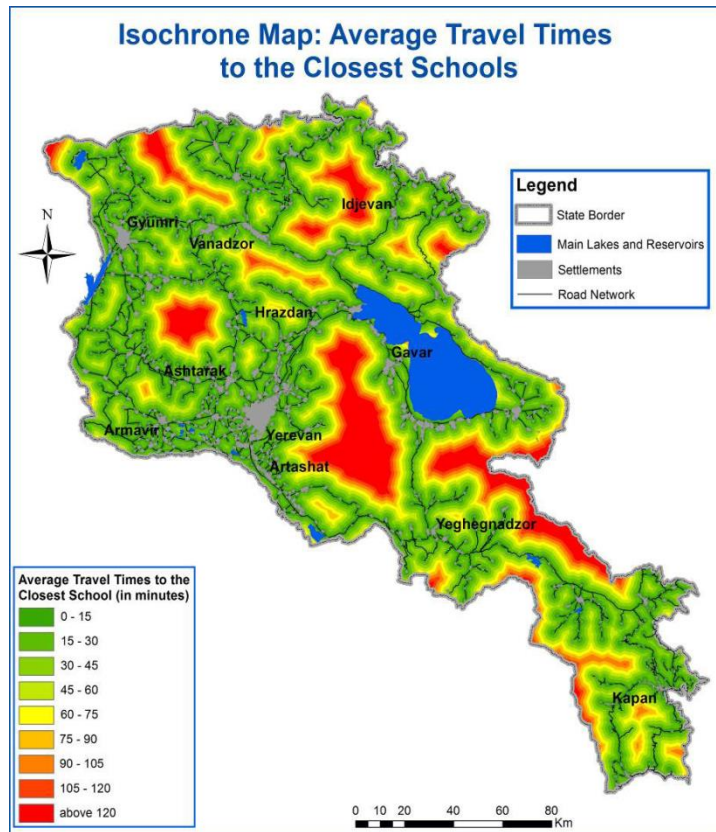 Isochrone Map: Average Travel Times
to the Closest Schools
Idjevan
Gyumri
Vanadzor
N
Hrazdan
Gavar
Ashtarak
Armavir
Yerevan
Artashat
Yeghegnadzor
Kapan
Legend
State Border
Main Lakes and Reservoirs
Settlements
Road Network
Average Travel Times to the
Closest School (in minutes)
0 - 15
15 - 30
30 - 45
45 - 60
60 - 75
75 - 90
90 - 105
105 - 120
above 120
0 10 20 40 60 80
Km